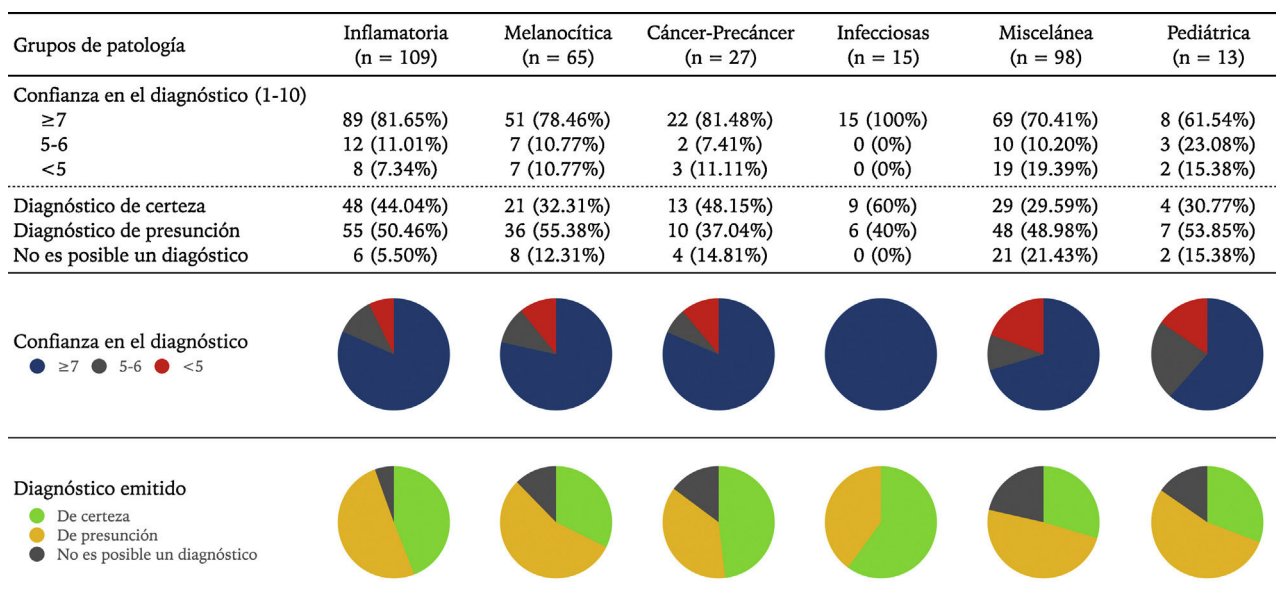 Grupos de patología Inflamatoria (n = 109) Melanocítica (n = 65) Cáncer-Precáncer (n = 27) Infecciosas (n = 15) Miscelánea (n = 98) Pediátrica (n = 13)
Confianza en el diagnóstico (1-10)
≥7 89 (81.65%) 51 (78.46%) 22 (81.48%) 15 (100%) 69 (70.41%) 8 (61.54%)
5-6 12 (11.01%) 7 (10.77%) 2 (7.41%) 0 (0%) 10 (10.20%) 3 (23.08%)
<5 8 (7.34%) 7 (10.77%) 3 (11.11%) 0 (0%) 19 (19.39%) 2 (15.38%)
Diagnóstico de certeza 48 (44.04%) 21 (32.31%) 13 (48.15%) 9 (60%) 29 (29.59%) 4 (30.77%)
Diagnóstico de presunción 55 (50.46%) 36 (55.38%) 10 (37.04%) 6 (40%) 48 (48.98%) 7 (53.85%)
No es posible un diagóstico 6 (5.50%) 8 (12.31%) 4 (14.81%) 0 (0%) 21 (21.43%) 2 (15.38%)
Confianza en el diagnóstico
≥7 5-6 <5
Diagnóstico emitido
De certeza
De presunción
No es posible un diagnóstico